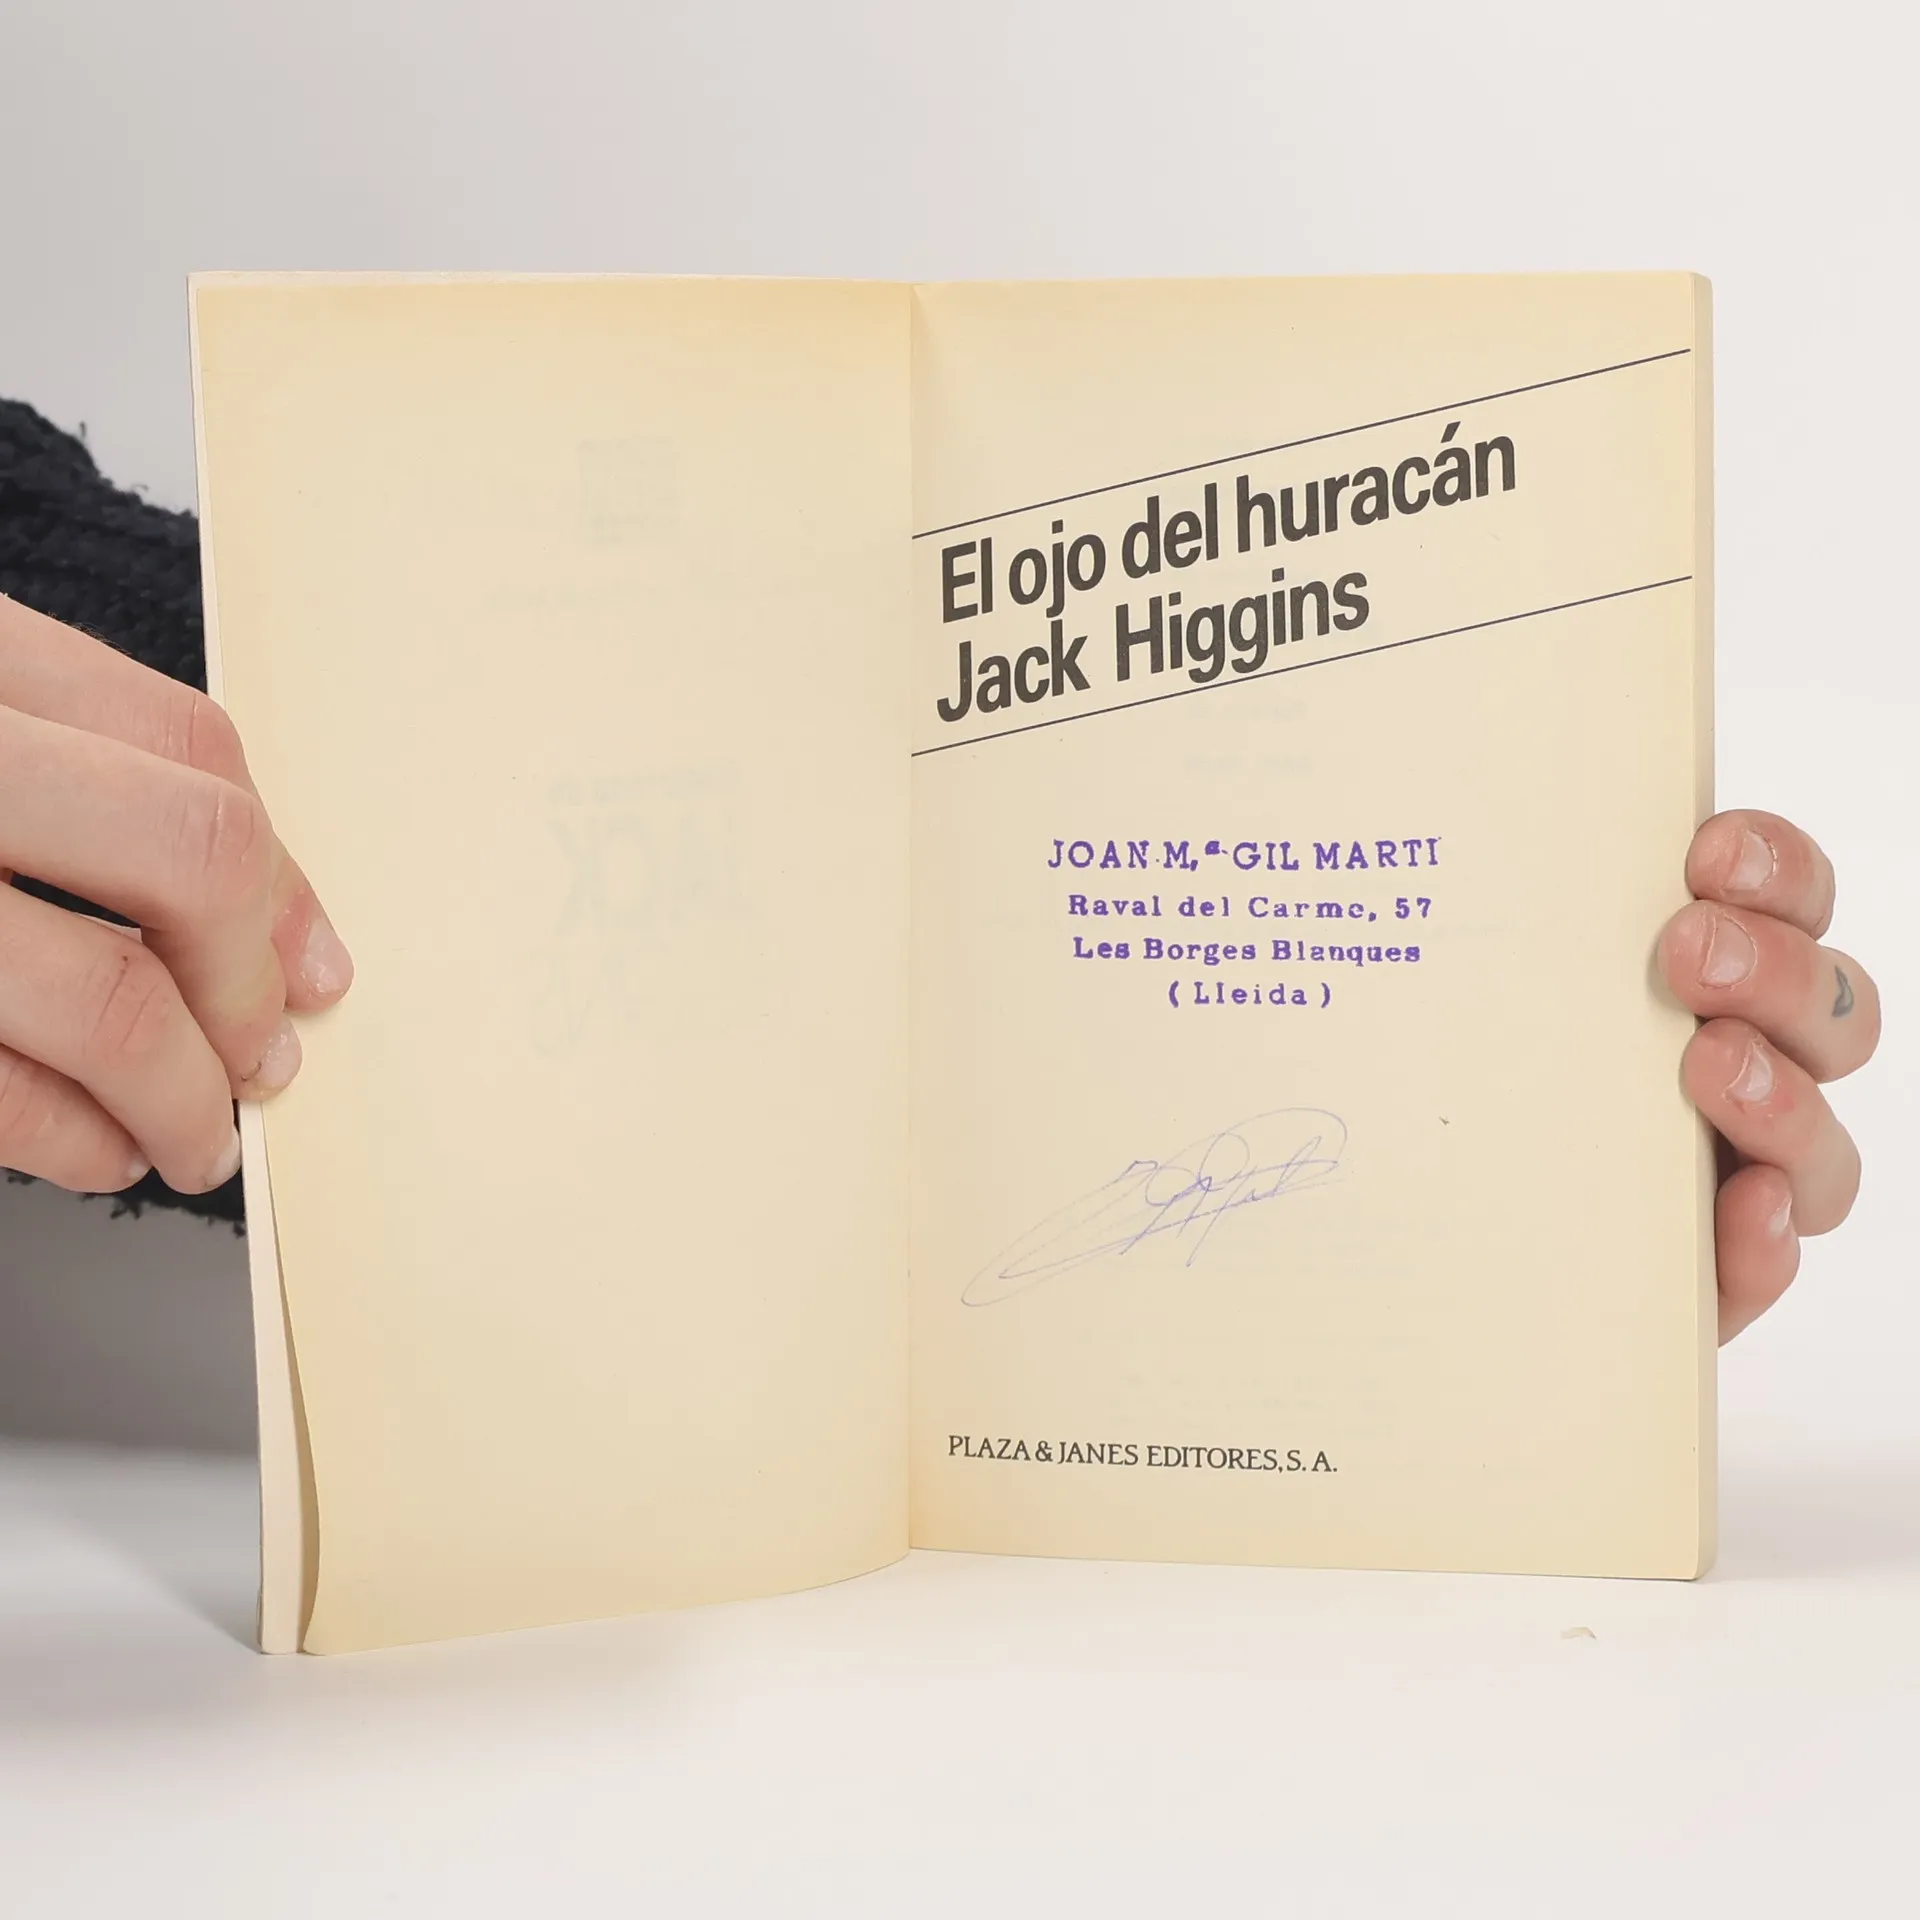 El ojo del huracán
Jack Higgins
JOAN M.ª GIL MARTI
Raval del Carme, 57
Les Borges Blanques
(Lleida)
PLAZA & JANES EDITORES, S. A.